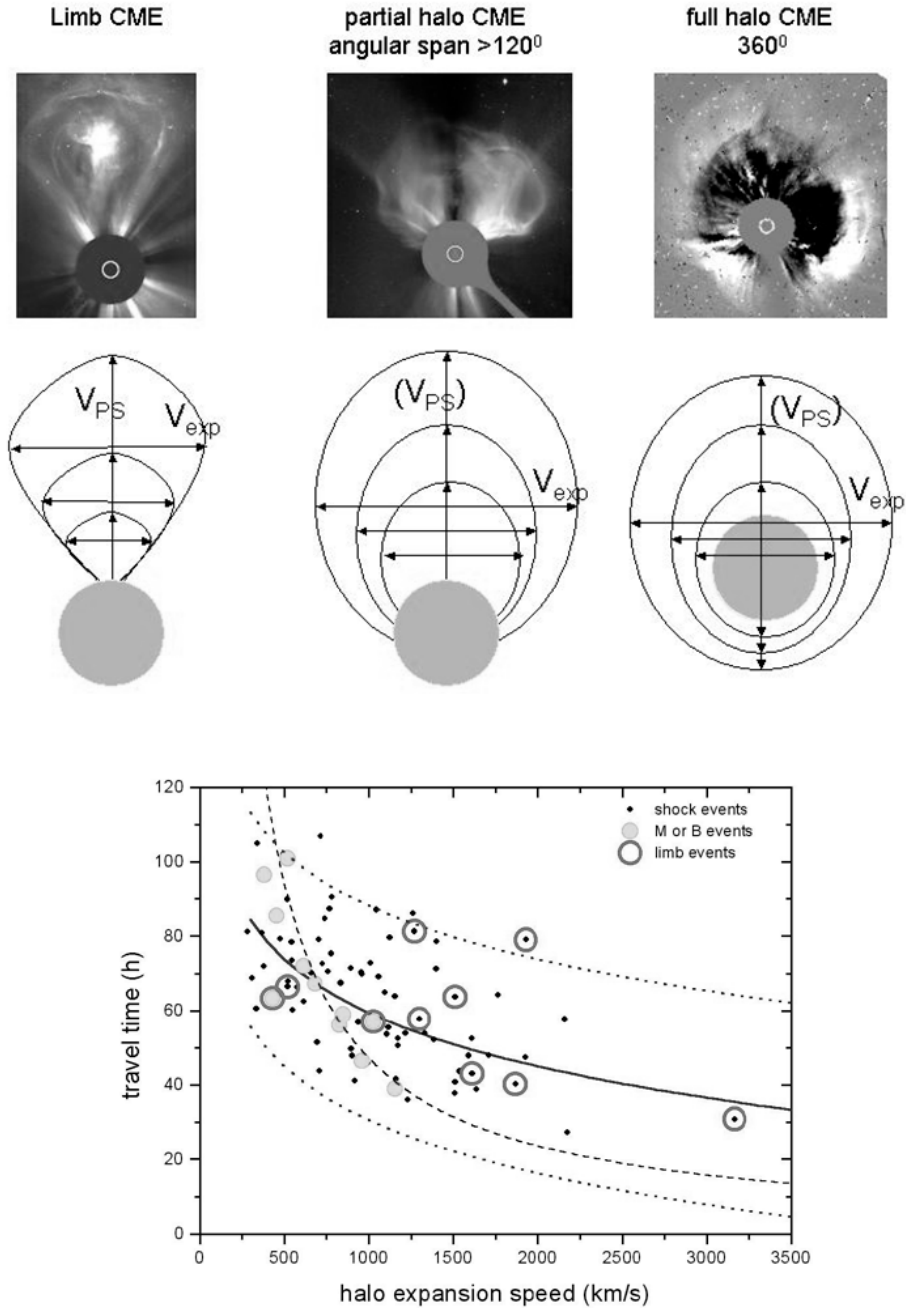 Limb CME
partial halo CME
angular span >120⁰
full halo CME
360⁰
V_PS
V_exp
(V_PS)
V_exp
(V_PS)
V_exp
120
100
80
60
40
20
0
travel time (h)
shock events
M or B events
limb events
0 500 1000 1500 2000 2500 3000 3500
halo expansion speed (km/s)